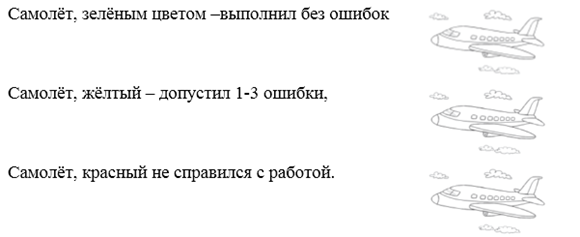 Самолёт, зелёным цветом –выполнил без ошибок
Самолёт, жёлтый – допустил 1-3 ошибки,
Самолёт, красный не справился с работой.